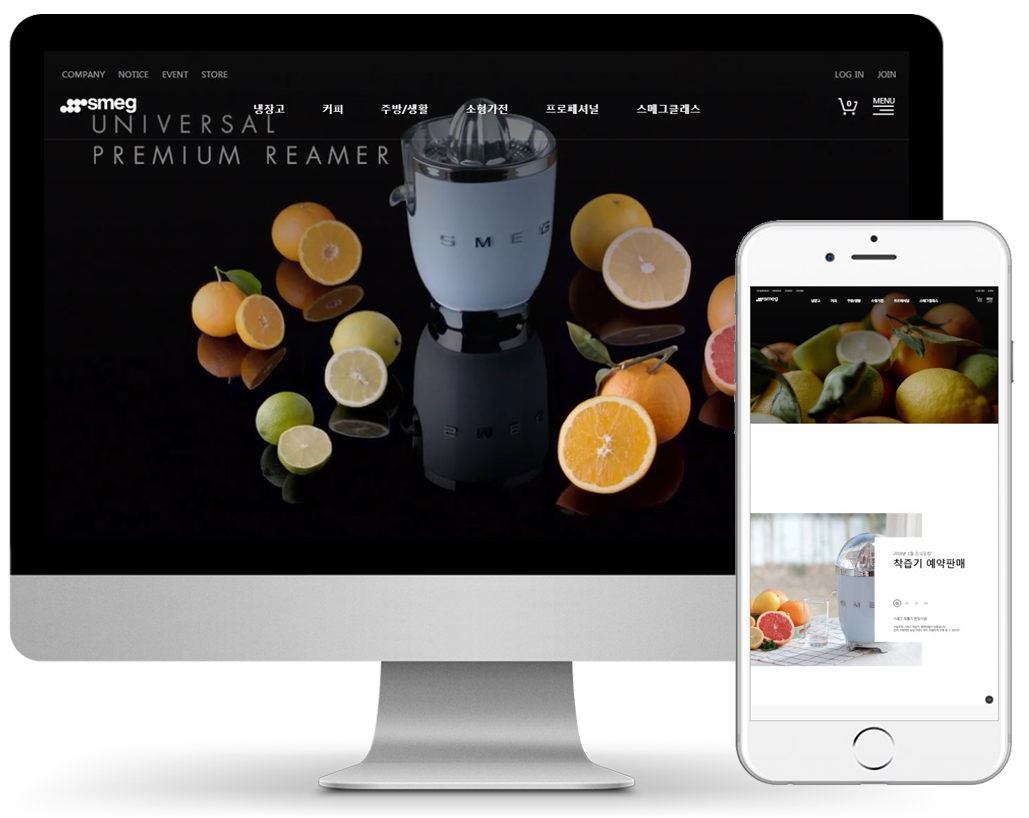 COMPANY NOTICE EVENT STORE LOG IN JOIN
smeg 냉장고 커피 주방/생활 소형가전 프로페셔널 스메그클래스 0 MENU
UNIVERSAL
PREMIUM REAMER
SMEG
smeg 냉장고 커피 주방/생활 소형가전 프로페셔널 스메그클래스
착즙기 예약판매